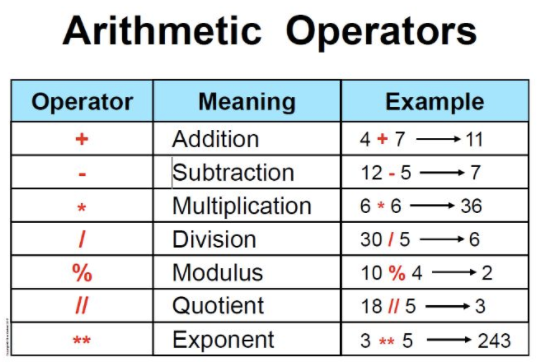 Arithmetic Operators
Operator Meaning Example
+ Addition 4 + 7 → 11
- Subtraction 12 - 5 → 7
* Multiplication 6 * 6 → 36
/ Division 30 / 5 → 6
% Modulus 10 % 4 → 2
// Quotient 18 // 5 → 3
** Exponent 3 ** 5 → 243